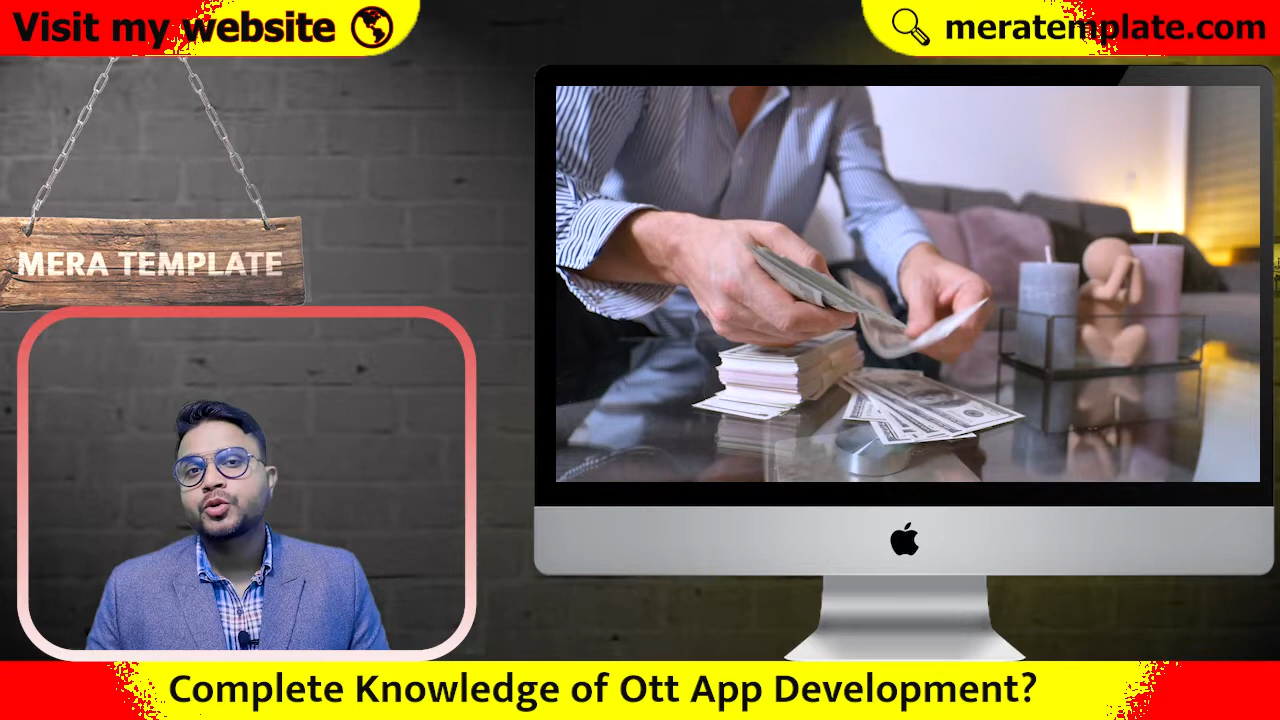 Visit my website
meratemplate.com
MERA TEMPLATE
Complete Knowledge of Ott App Development?